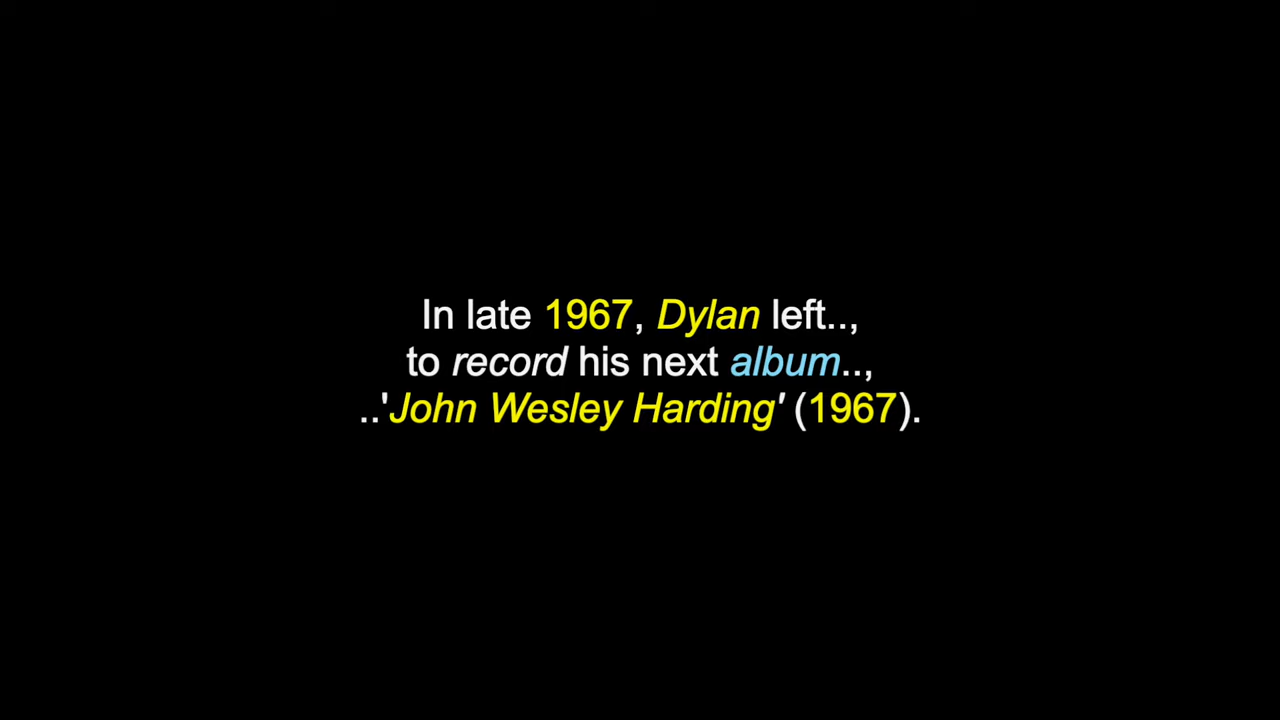 In late 1967, Dylan left..,
to record his next album..,
..'John Wesley Harding' (1967).